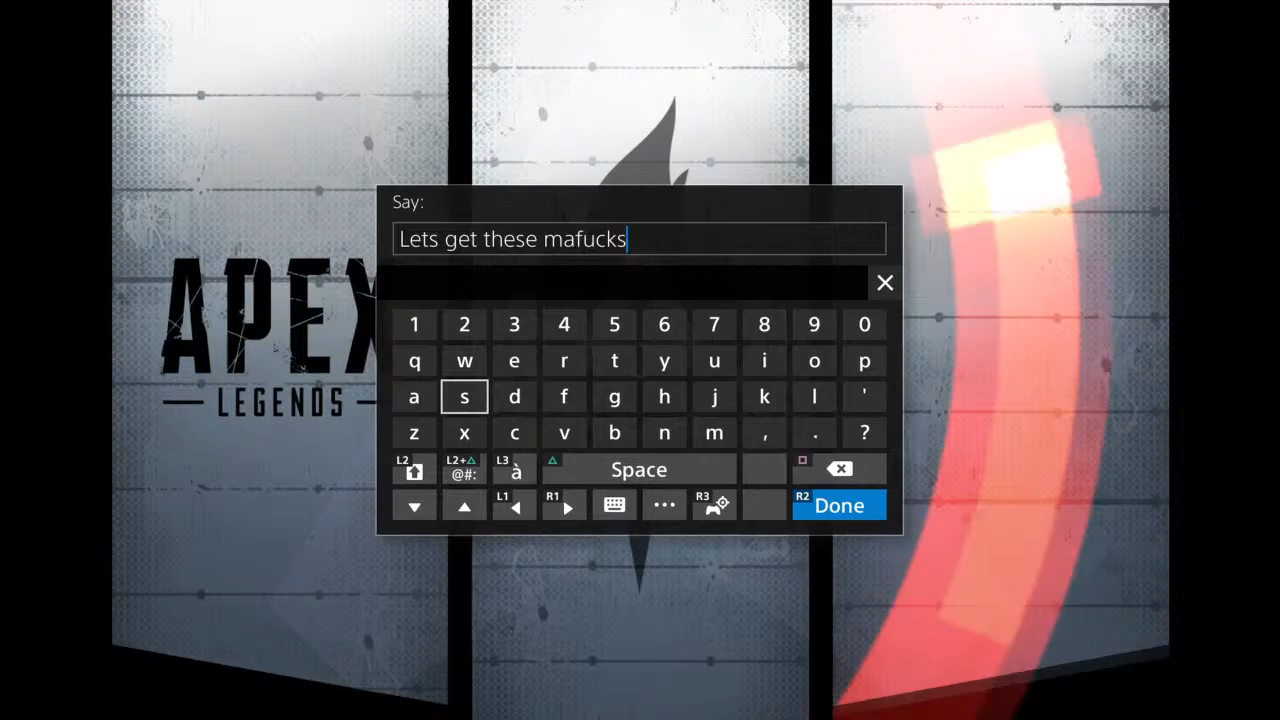 APEX
LEGENDS
Say:
Lets get these mafucks
1 2 3 4 5 6 7 8 9 0
q w e r t y u i o p
a s d f g h j k l '
z x c v b n m , . ?
L2 L2+△ @#: L3 à △ Space
L1 R1 ... R3 R2 Done